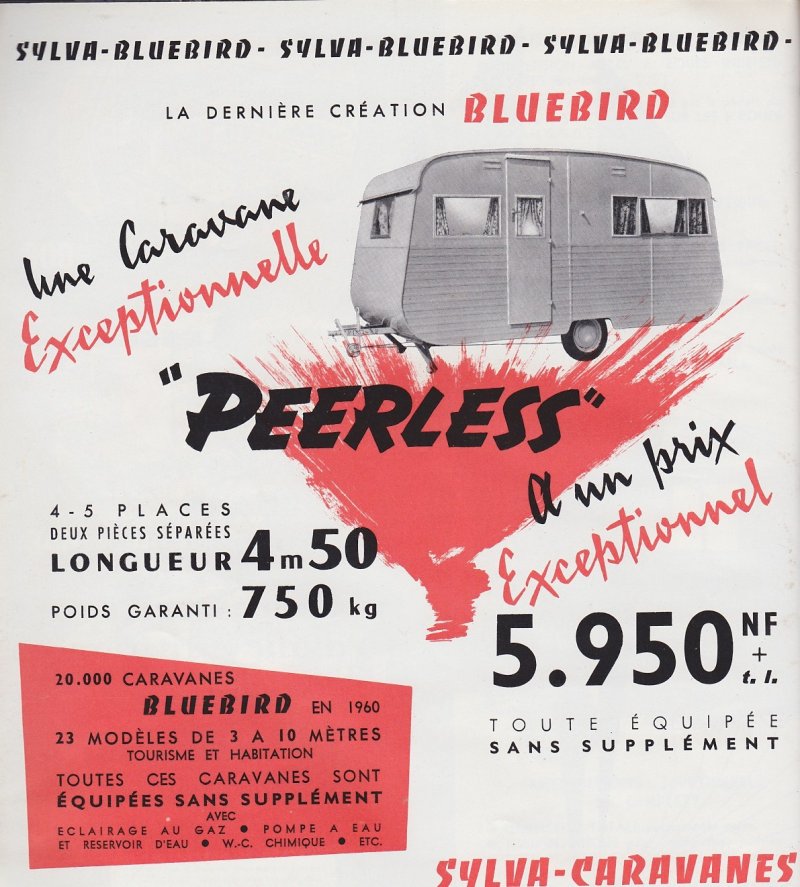 SYLVA-BLUEBIRD- SYLVA-BLUEBIRD- SYLVA-BLUEBIRD-
LA DERNIÈRE CRÉATION BLUEBIRD
Une Caravane
Exceptionnelle
"PEERLESS"
A un prix
Exceptionnel
4-5 PLACES
DEUX PIÈCES SÉPARÉES
LONGUEUR 4m50
POIDS GARANTI : 750 kg
5.950 NF
+
t. l.
TOUTE ÉQUIPÉE
SANS SUPPLÉMENT
20.000 CARAVANES
BLUEBIRD EN 1960
23 MODÈLES DE 3 A 10 MÈTRES
TOURISME ET HABITATION
TOUTES CES CARAVANES SONT
ÉQUIPÉES SANS SUPPLÉMENT
AVEC
ECLAIRAGE AU GAZ ● POMPE A EAU
ET RESERVOIR D'EAU ● W.-C. CHIMIQUE ● ETC.
SYLVA-CARAVANES